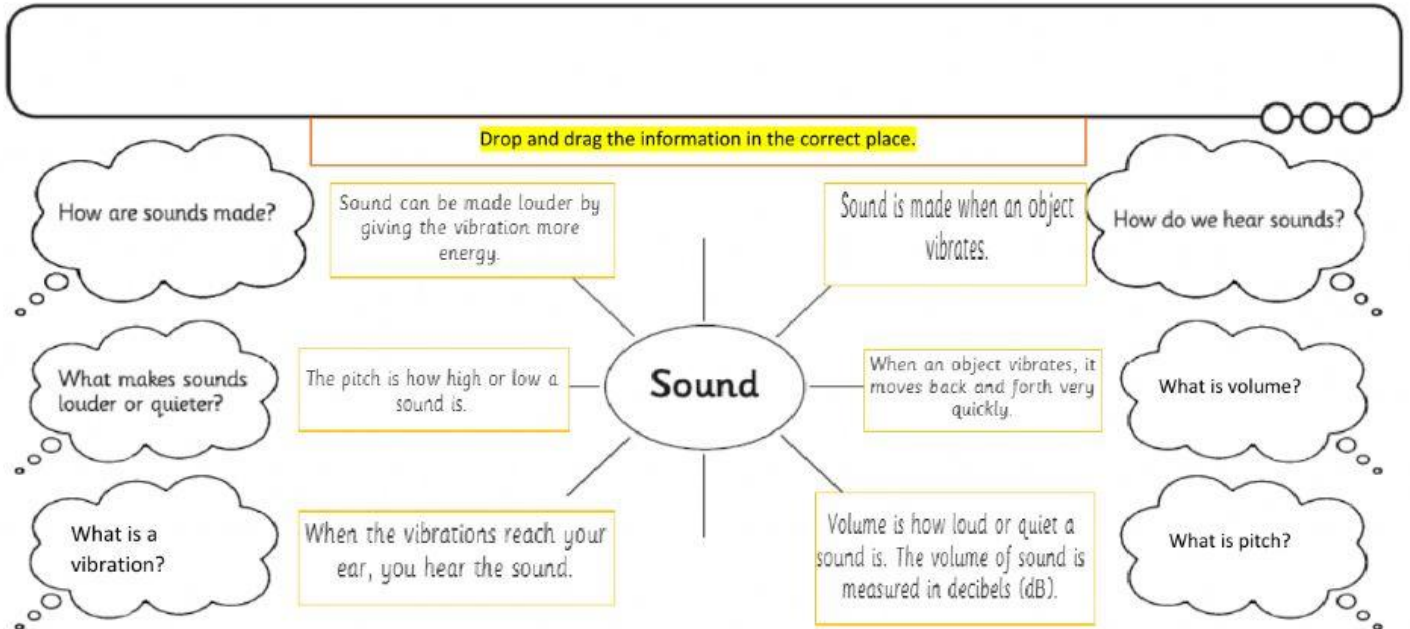 Drop and drag the information in the correct place.
How are sounds made?
Sound can be made louder by
giving the vibration more
energy.
Sound is made when an object
vibrates.
How do we hear sounds?
What makes sounds
louder or quieter?
The pitch is how high or low a
sound is.
Sound
When an object vibrates, it
moves back and forth very
quickly.
What is volume?
What is a
vibration?
When the vibrations reach your
ear, you hear the sound.
Volume is how loud or quiet a
sound is. The volume of sound is
measured in decibels (dB).
What is pitch?